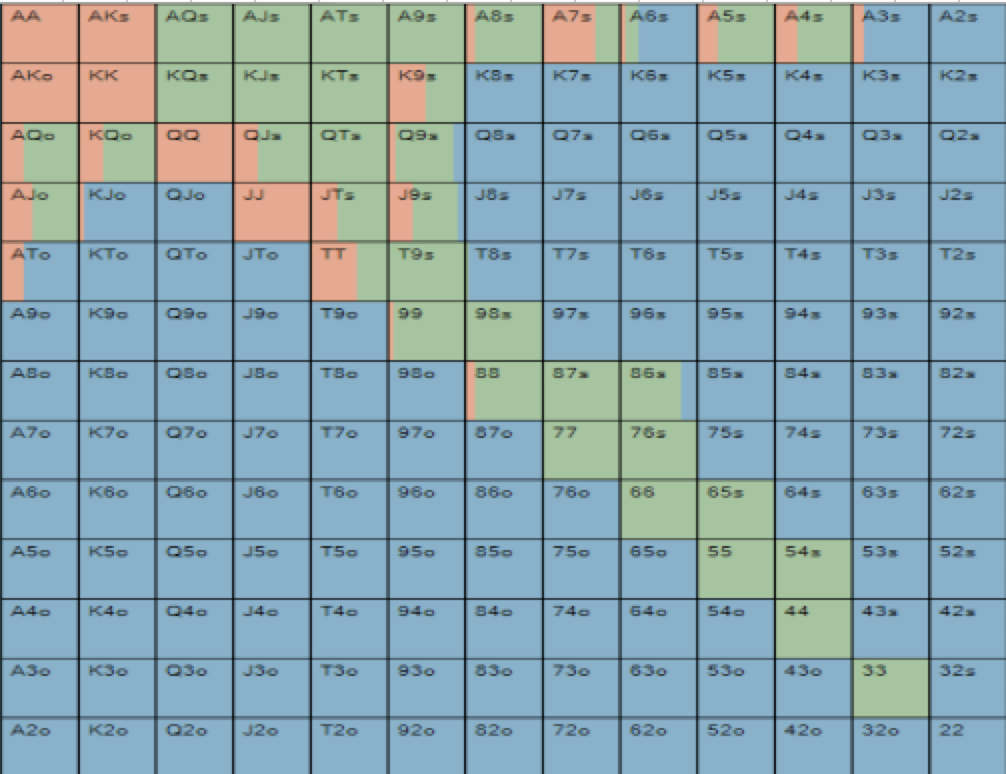 AA AKs AQs AJs ATs A9s A8s A7s A6s A5s A4s A3s A2s
AKo KK KQs KJs KTs K9s K8s K7s K6s K5s K4s K3s K2s
AQo KQo QQ QJs QTs Q9s Q8s Q7s Q6s Q5s Q4s Q3s Q2s
AJo KJo QJo JJ JTs J9s J8s J7s J6s J5s J4s J3s J2s
ATo KTo QTo JTo TT T9s T8s T7s T6s T5s T4s T3s T2s
A9o K9o Q9o J9o T9o 99 98s 97s 96s 95s 94s 93s 92s
A8o K8o Q8o J8o T8o 98o 88 87s 86s 85s 84s 83s 82s
A7o K7o Q7o J7o T7o 97o 87o 77 76s 75s 74s 73s 72s
A6o K6o Q6o J6o T6o 96o 86o 76o 66 65s 64s 63s 62s
A5o K5o Q5o J5o T5o 95o 85o 75o 65o 55 54s 53s 52s
A4o K4o Q4o J4o T4o 94o 84o 74o 64o 54o 44 43s 42s
A3o K3o Q3o J3o T3o 93o 83o 73o 63o 53o 43o 33 32s
A2o K2o Q2o J2o T2o 92o 82o 72o 62o 52o 42o 32o 22